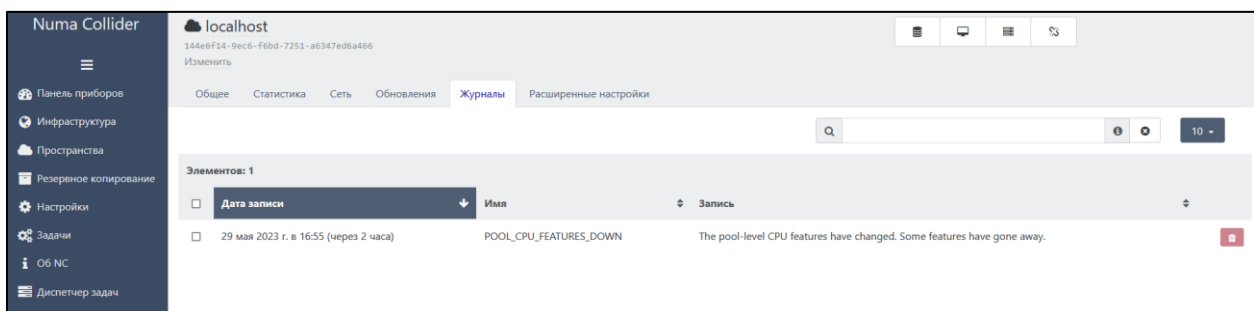 Numa Collider
localhost
144e6f14-9ec6-f6bd-7251-a6347ed6a466
Изменить
Панель приборов
Инфраструктура
Пространства
Резервное копирование
Настройки
Задачи
Об NC
Диспетчер задач
Общее Статистика Сеть Обновления Журналы Расширенные настройки
10
Элементов: 1
Дата записи Имя Запись
29 мая 2023 г. в 16:55 (через 2 часа) POOL_CPU_FEATURES_DOWN The pool-level CPU features have changed. Some features have gone away.